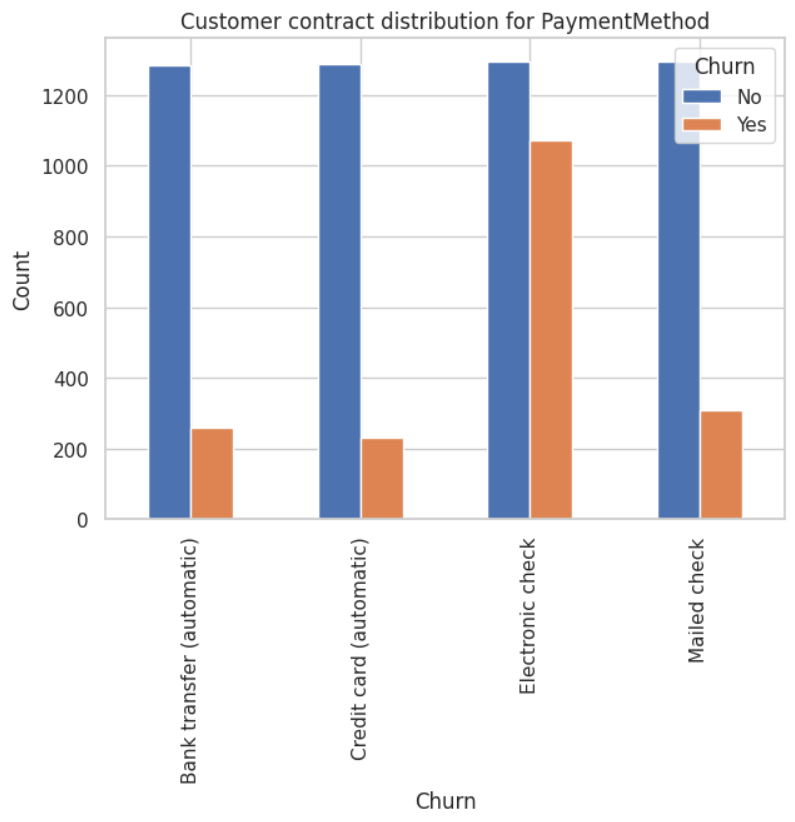 Customer contract distribution for PaymentMethod
Churn
No
Yes
Count
1200
1000
800
600
400
200
0
Bank transfer (automatic)
Credit card (automatic)
Electronic check
Mailed check
Churn